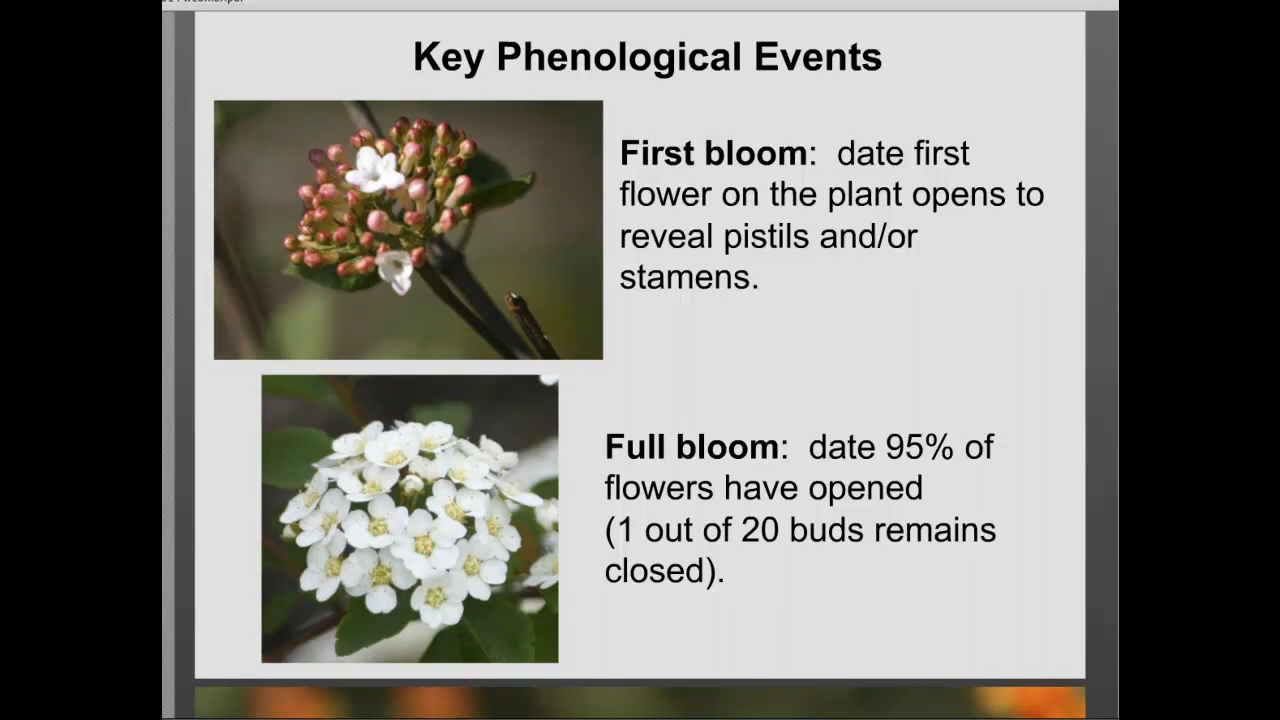 Key Phenological Events
First bloom: date first
flower on the plant opens to
reveal pistils and/or
stamens.
Full bloom: date 95% of
flowers have opened
(1 out of 20 buds remains
closed).